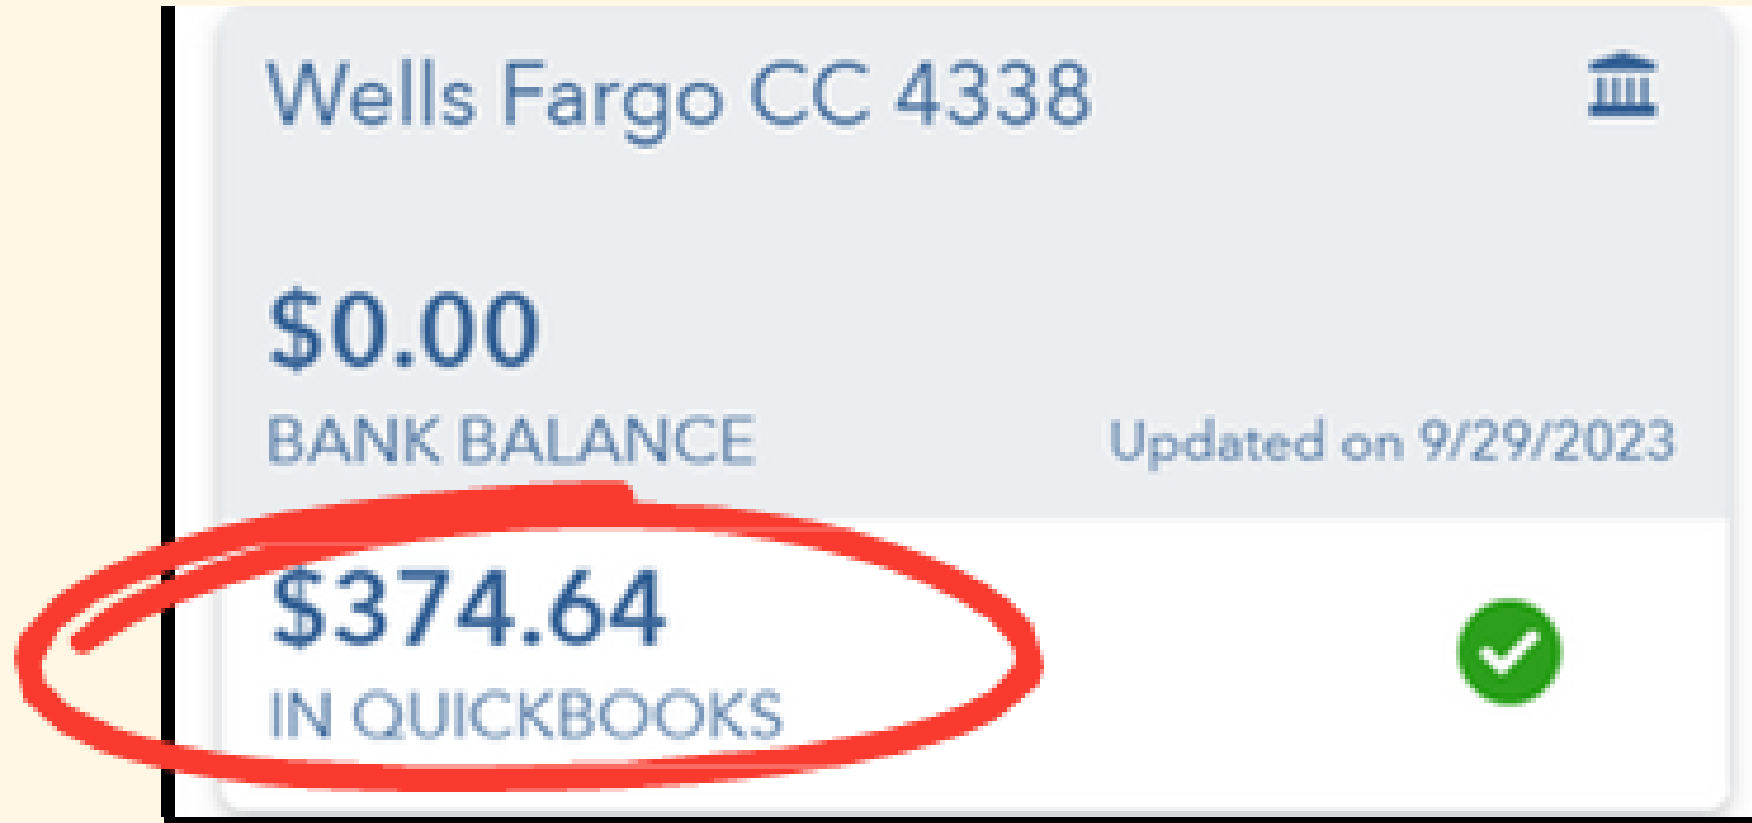 Wells Fargo CC 4338
$0.00
BANK BALANCE
Updated on 9/29/2023
$374.64
IN QUICKBOOKS